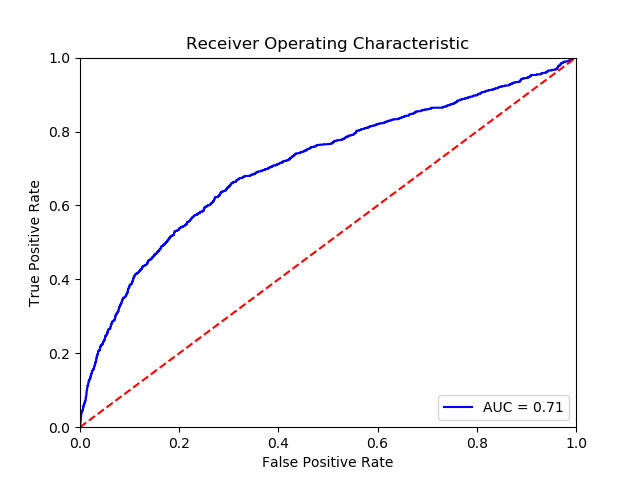 Receiver Operating Characteristic
1.0
0.8
0.6
0.4
0.2
0.0
True Positive Rate
AUC = 0.71
0.0 0.2 0.4 0.6 0.8 1.0
False Positive Rate